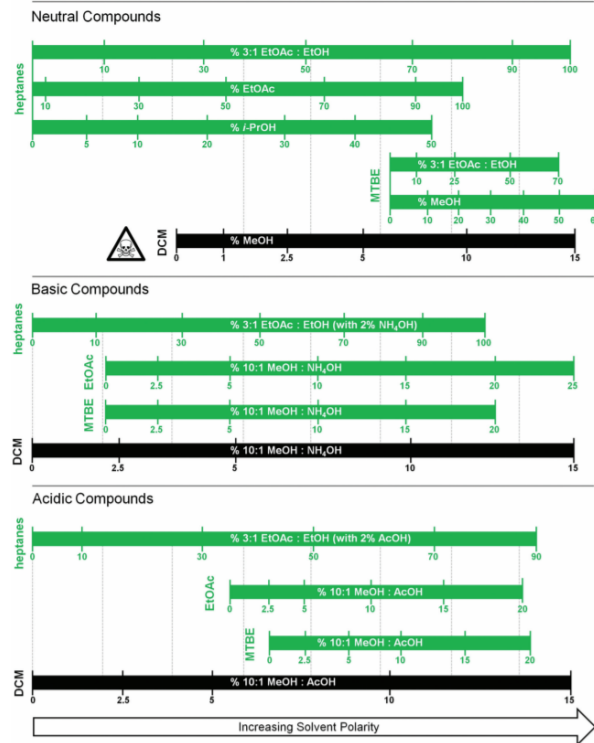 Neutral Compounds
heptanes
% 3:1 EtOAc : EtOH
10 30 50 70 90 100
% EtOAc
10 30 50 70 90 100
% i-PrOH
0 5 10 20 30 40 50
MTBE
% 3:1 EtOAc : EtOH
10 25 50 70
% MeOH
0 10 20 30 40 50 60
DCM
% MeOH
0 1 2.5 5 10 15
Basic Compounds
heptanes
% 3:1 EtOAc : EtOH (with 2% NH₄OH)
0 10 30 50 70 90 100
EtOAc
% 10:1 MeOH : NH₄OH
0 2.5 5 10 15 20 25
MTBE
% 10:1 MeOH : NH₄OH
0 2.5 5 10 15 20
DCM
% 10:1 MeOH : NH₄OH
0 2.5 5 10 15
Acidic Compounds
heptanes
% 3:1 EtOAc : EtOH (with 2% AcOH)
0 10 30 50 70 90
EtOAc
% 10:1 MeOH : AcOH
0 2.5 5 10 15 20
MTBE
% 10:1 MeOH : AcOH
0 2.5 5 10 15 20
DCM
% 10:1 MeOH : AcOH
0 2.5 5 10 15
Increasing Solvent Polarity